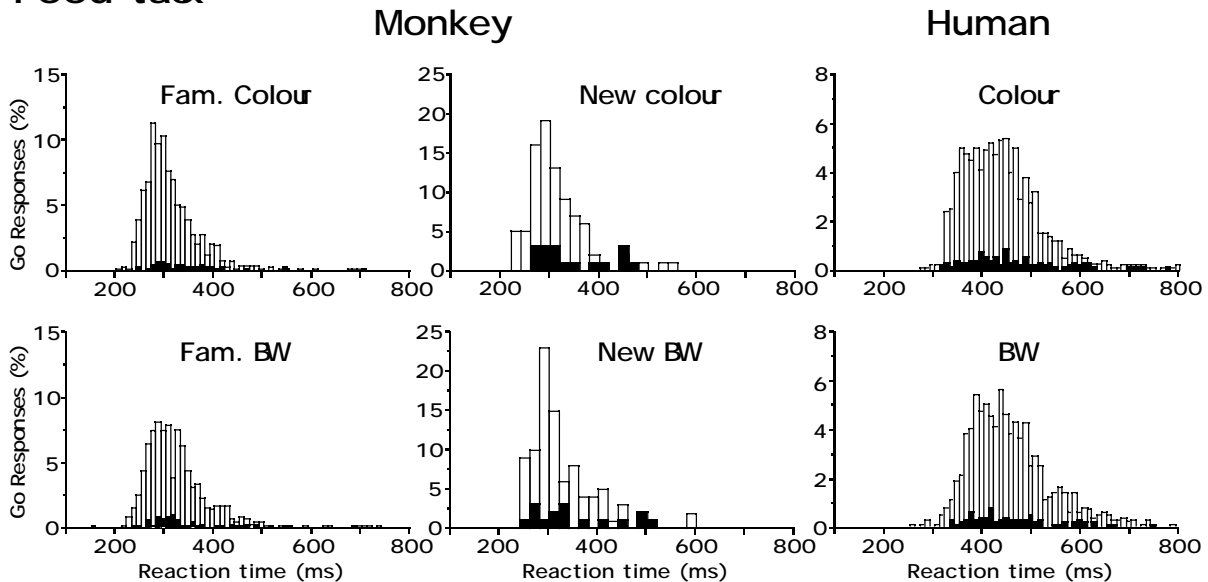 Food task
Monkey
Human
Fam. Colour
New colour
Colour
Go Responses (%)
15
10
5
0
200 400 600 800
25
20
15
10
5
0
200 400 600 800
8
6
4
2
0
200 400 600 800
Fam. BW
New BW
BW
Go Responses (%)
15
10
5
0
200 400 600 800
Reaction time (ms)
25
20
15
10
5
0
200 400 600 800
Reaction time (ms)
8
6
4
2
0
200 400 600 800
Reaction time (ms)